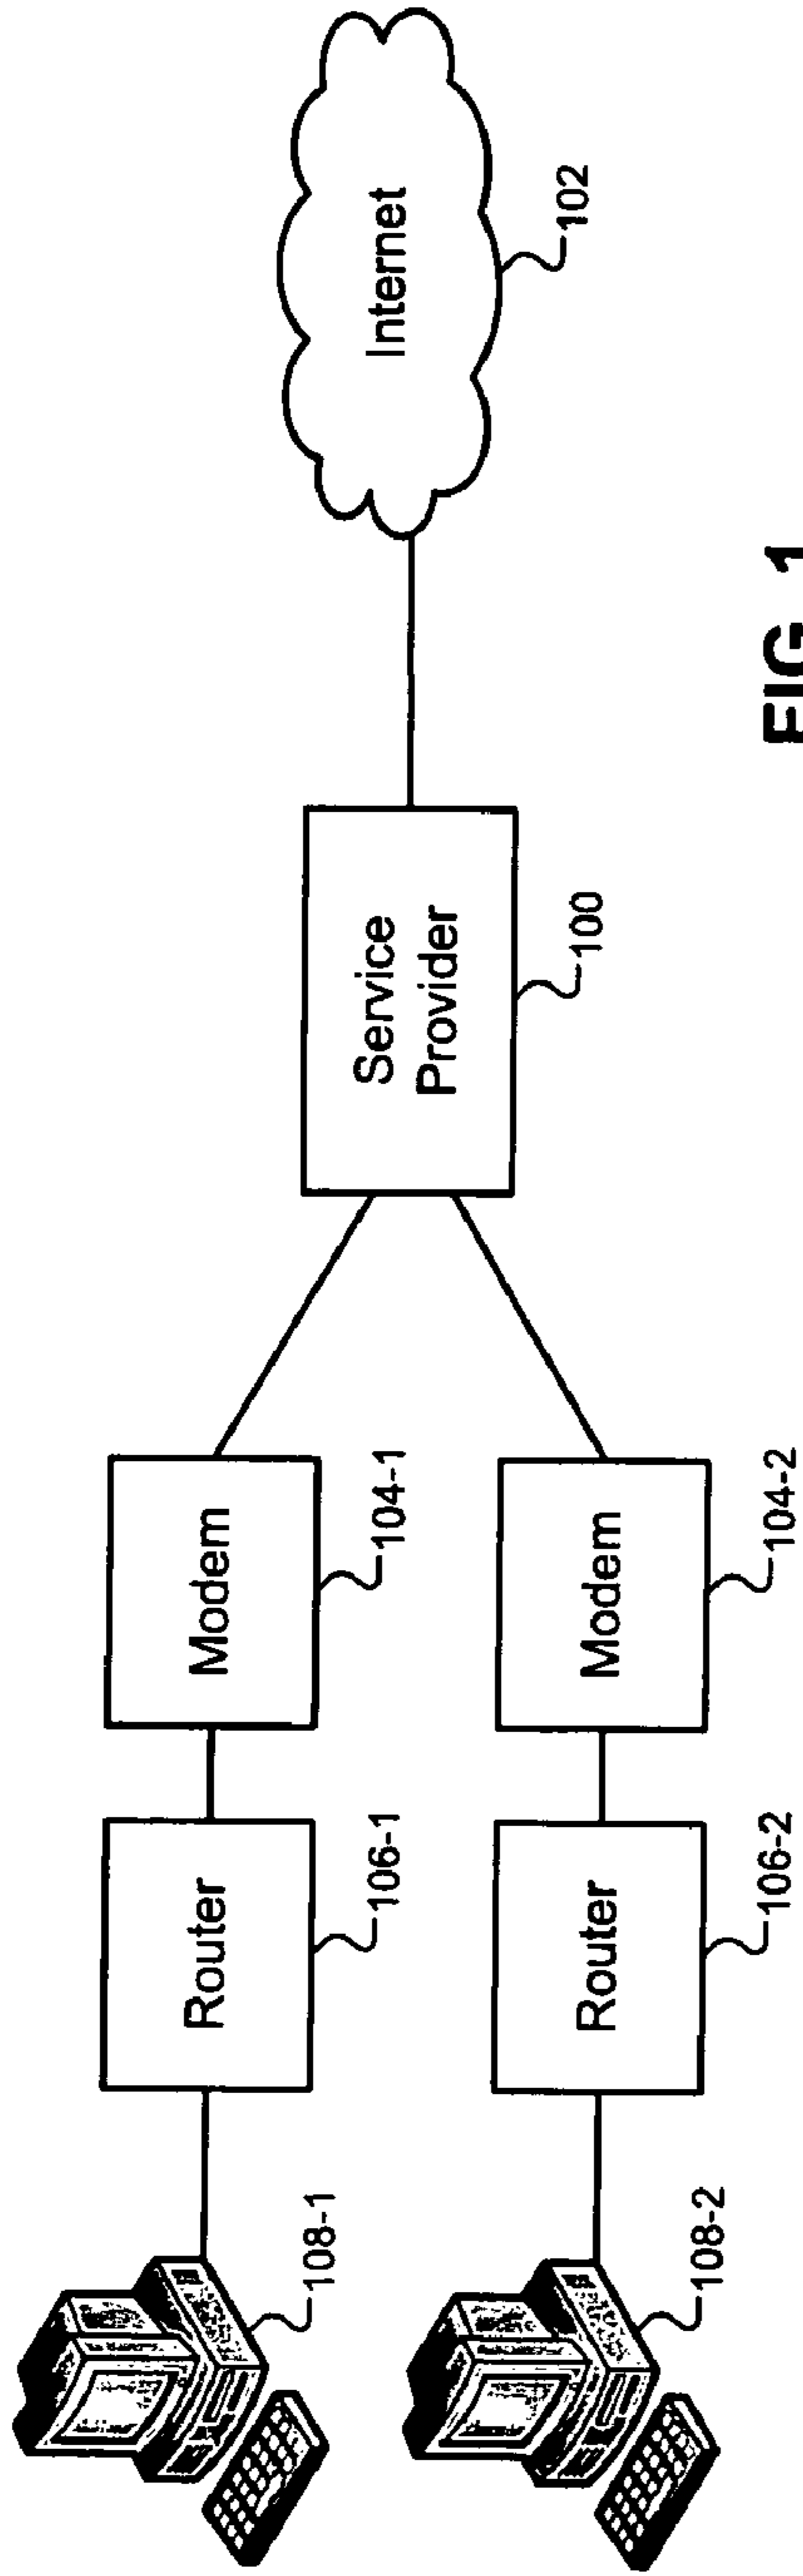 108-1
Router
106-1
Modem
104-1
Service
Provider
100
Internet
102
108-2
Router
106-2
Modem
104-2
FIG. 1